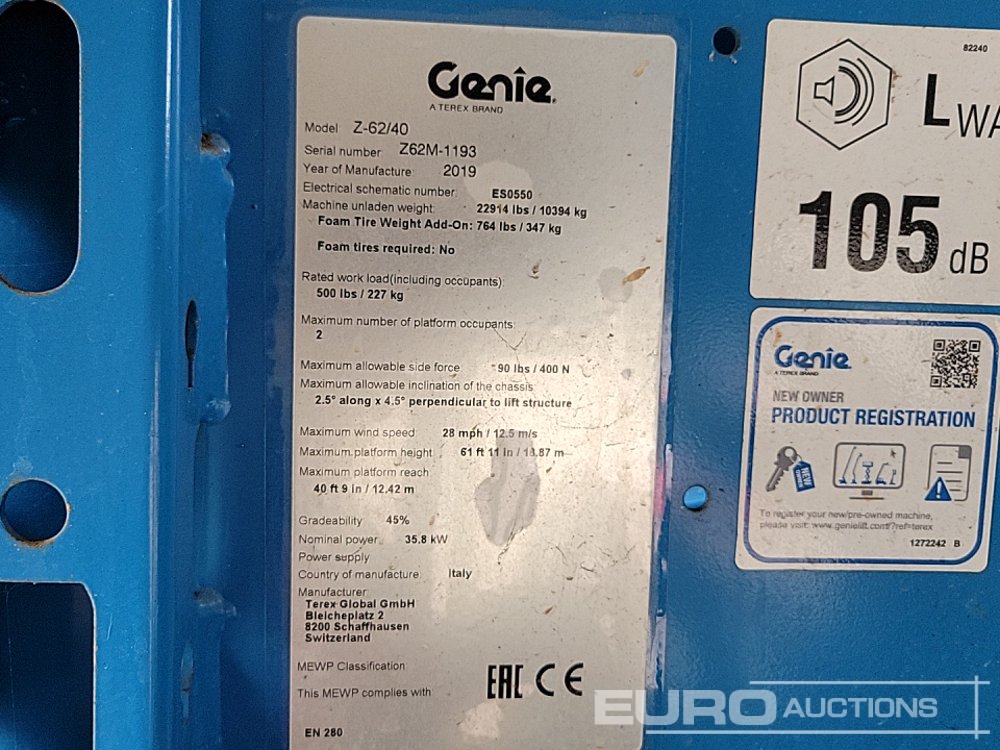 Genie
A TEREX BRAND
Model Z-62/40
Serial number Z62M-1193
Year of Manufacture: 2019
Electrical schematic number: ES0550
Machine unladen weight: 22914 lbs / 10394 kg
Foam Tire Weight Add-On: 764 lbs / 347 kg
Foam tires required: No
Rated work load(including occupants):
500 lbs / 227 kg
Maximum number of platform occupants:
2
Maximum allowable side force 90 lbs / 400 N
Maximum allowable inclination of the chassis
2.5° along x 4.5° perpendicular to lift structure
Maximum wind speed: 28 mph / 12.5 m/s
Maximum platform height: 61 ft 11 in / 18.87 m
Maximum platform reach
40 ft 9 in / 12.42 m
Gradeability 45%
Nominal power 35.8 kW
Power supply
Country of manufacture: Italy
Manufacturer:
Terex Global GmbH
Bleicheplatz 2
8200 Schaffhausen
Switzerland
MEWP Classification
This MEWP complies with EAC CE
EN 280
82240
LWA
105 dB
Genie
A TEREX BRAND
NEW OWNER
PRODUCT REGISTRATION
NEW
OWNER
To register your new/pre-owned machine,
please visit: www.genielift.com/?ref=terex
1272242 B
EURO AUCTIONS